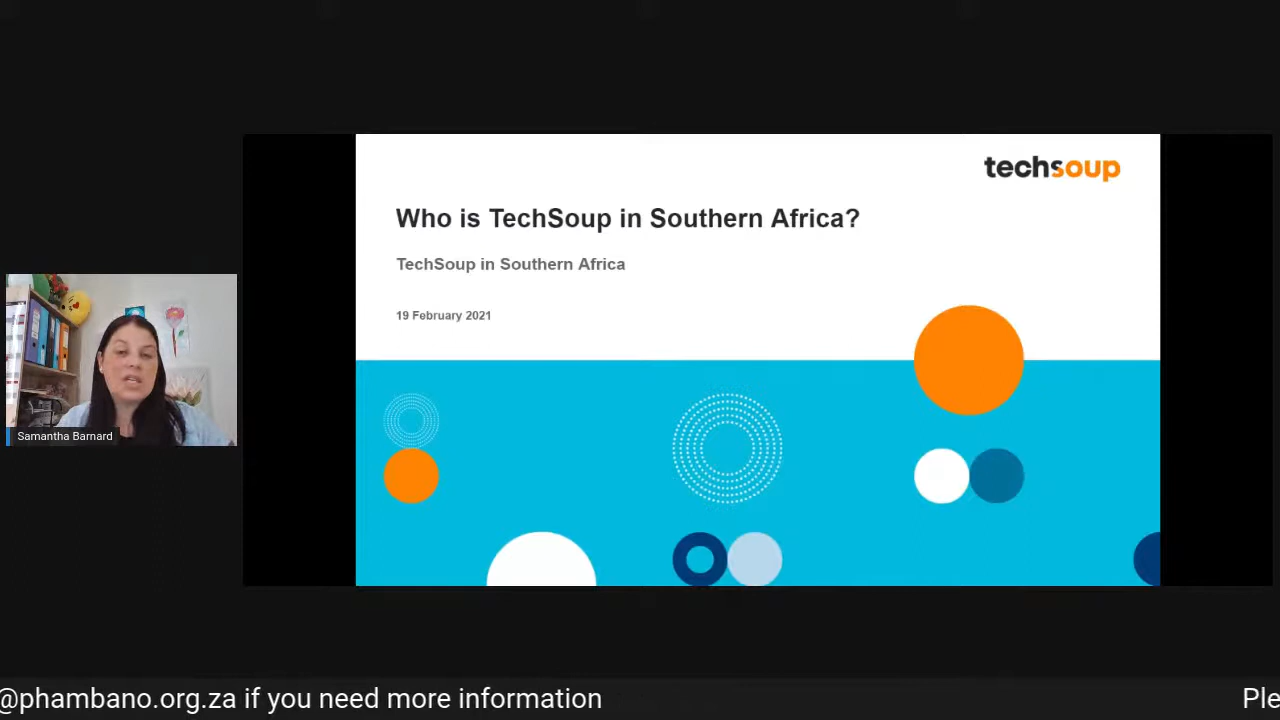 techsoup
Who is TechSoup in Southern Africa?
TechSoup in Southern Africa
19 February 2021
Samantha Barnard
@phambano.org.za if you need more information
Ple